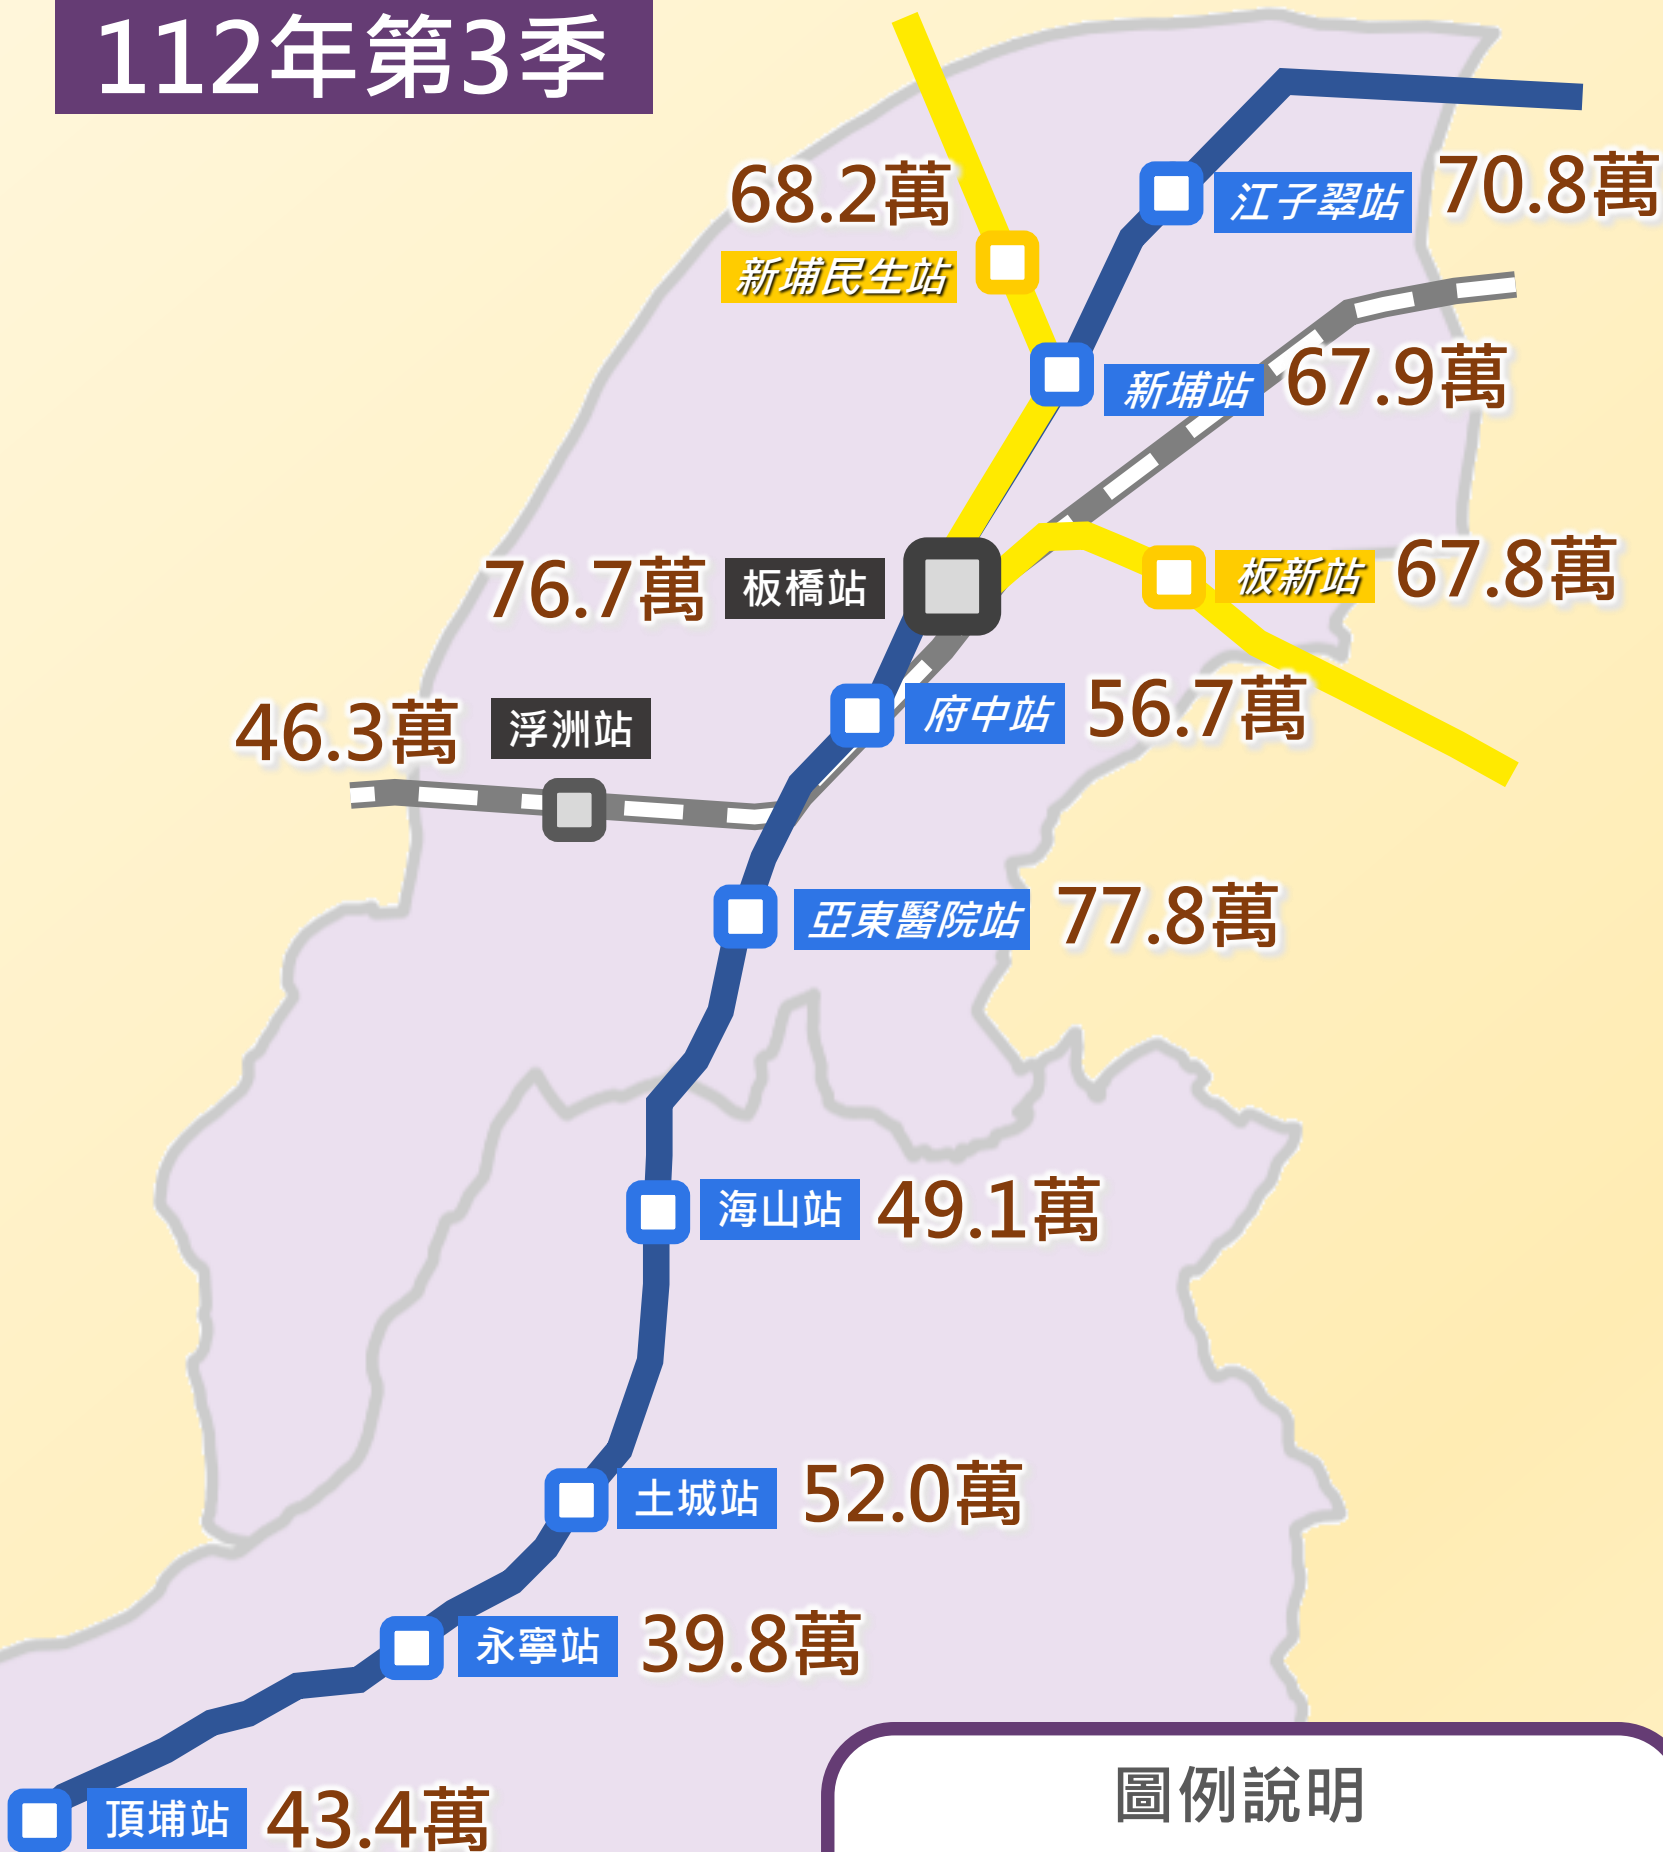 112年第3季
68.2萬
新埔民生站
江子翠站
70.8萬
新埔站
67.9萬
76.7萬
板橋站
板新站
67.8萬
46.3萬
浮洲站
府中站
56.7萬
亞東醫院站
77.8萬
海山站
49.1萬
土城站
52.0萬
永寧站
39.8萬
頂埔站
43.4萬
圖例說明